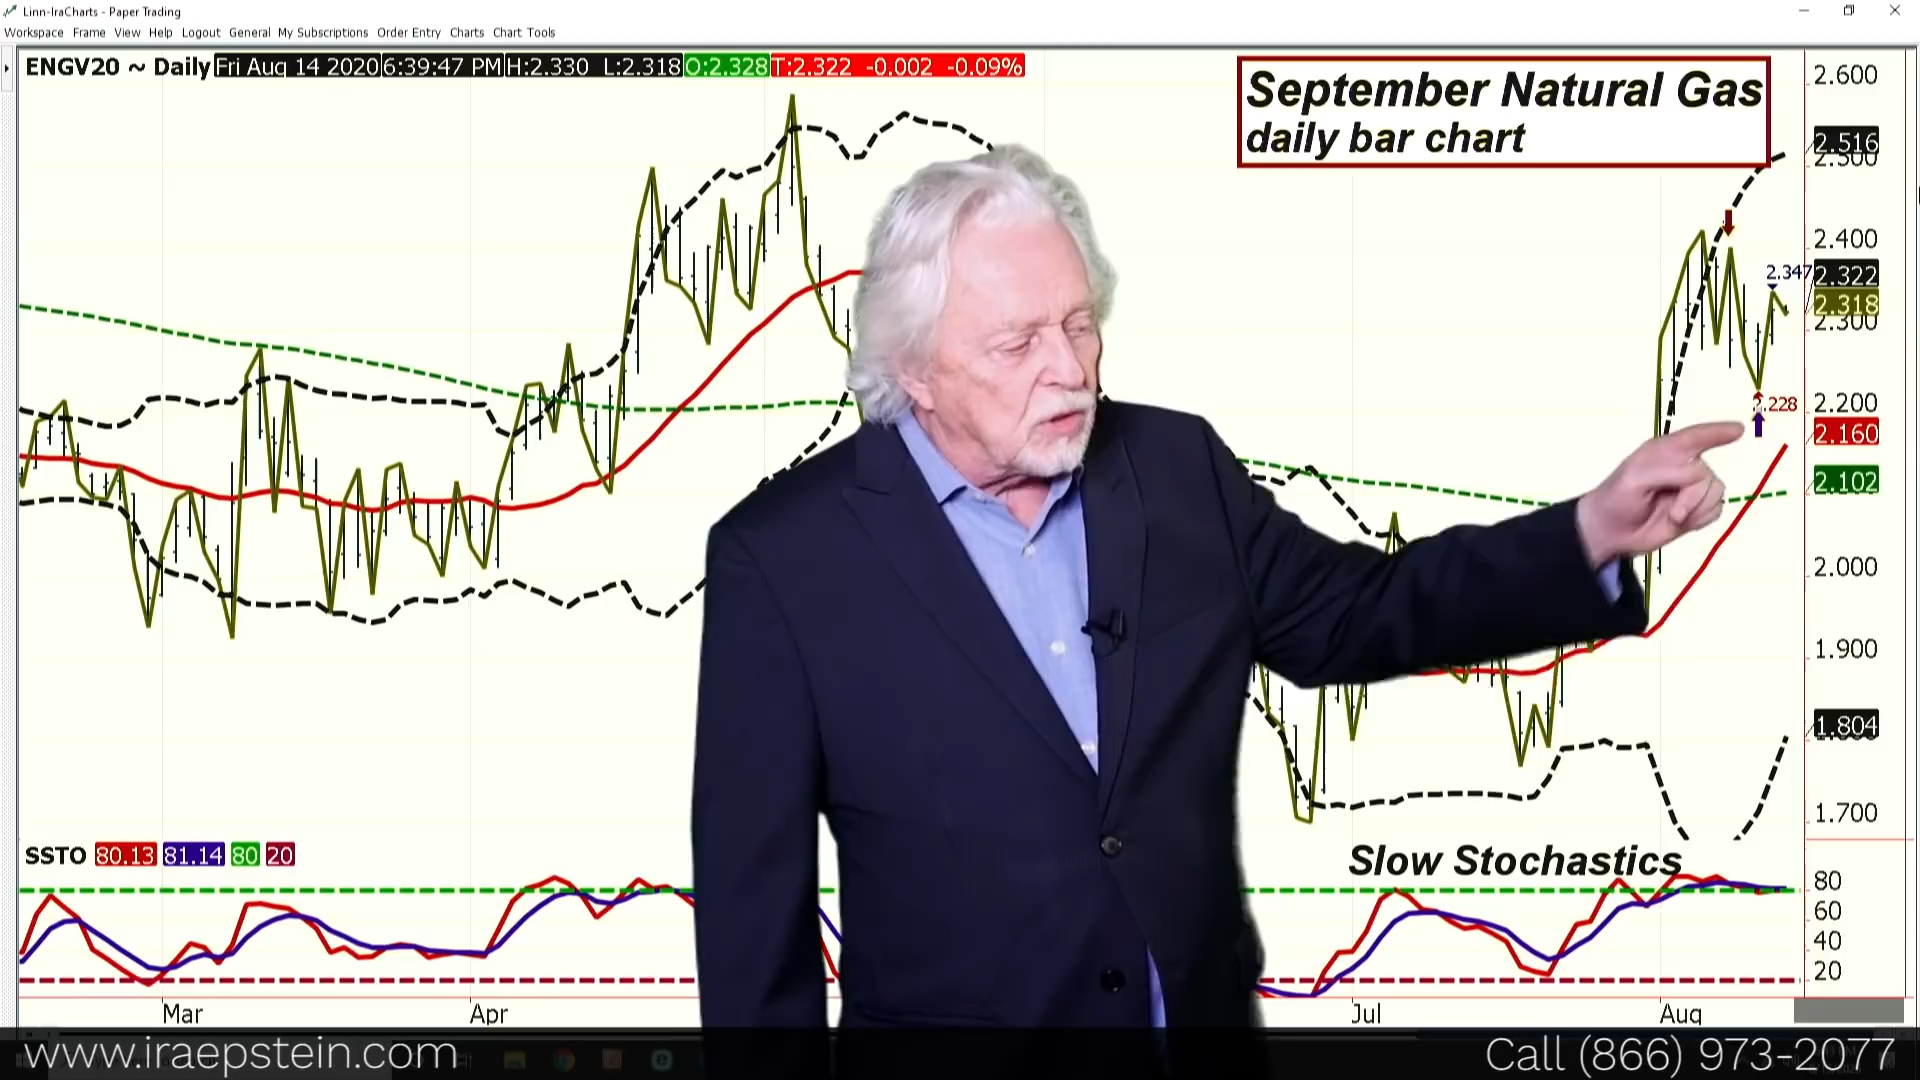 Linn-IraCharts - Paper Trading
Workspace Frame View Help Logout General My Subscriptions Order Entry Charts Chart Tools
ENGV20 ~ Daily Fri Aug 14 2020 6:39:47 PM H:2.330 L:2.318 O:2.328 T:2.322 -0.002 -0.09%
September Natural Gas
daily bar chart
2.600
2.516
2.500
2.400
2.347
2.322
2.318
2.300
2.200
2.228
2.160
2.102
2.000
1.900
1.804
1.700
SSTO 80.13 81.14 80 20
Slow Stochastics
80
60
40
20
Mar Apr Jul Aug
www.iraepstein.com Call (866) 973-2077